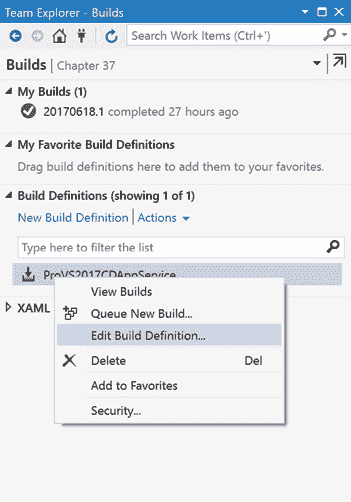 Team Explorer - Builds
Search Work Items (Ctrl+')
Builds | Chapter 37
My Builds (1)
20170618.1 completed 27 hours ago
My Favorite Build Definitions
Drag build definitions here to add them to your favorites.
Build Definitions (showing 1 of 1)
New Build Definition | Actions
Type here to filter the list
ProVS2017CDAppService
XAML
View Builds
Queue New Build...
Edit Build Definition...
Delete Del
Add to Favorites
Security...